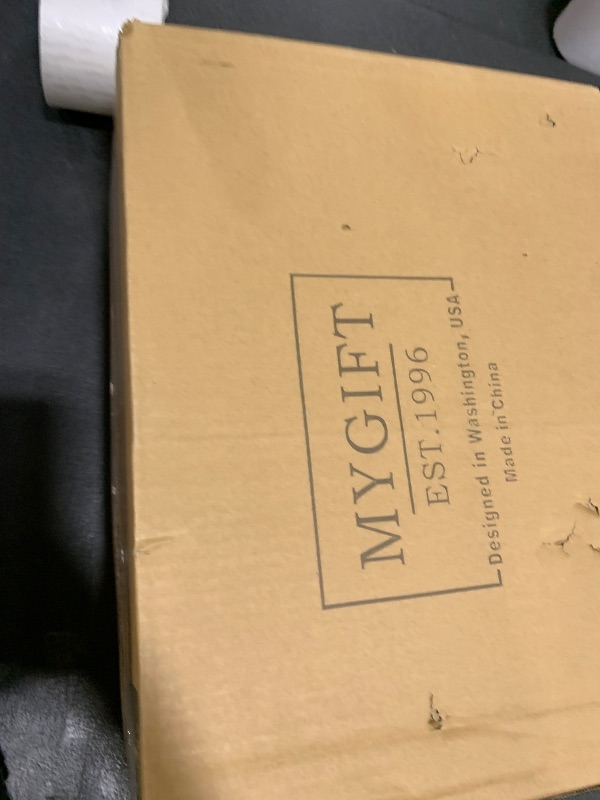 MYGIFT
EST.1996
Designed in Washington, USA
Made in China